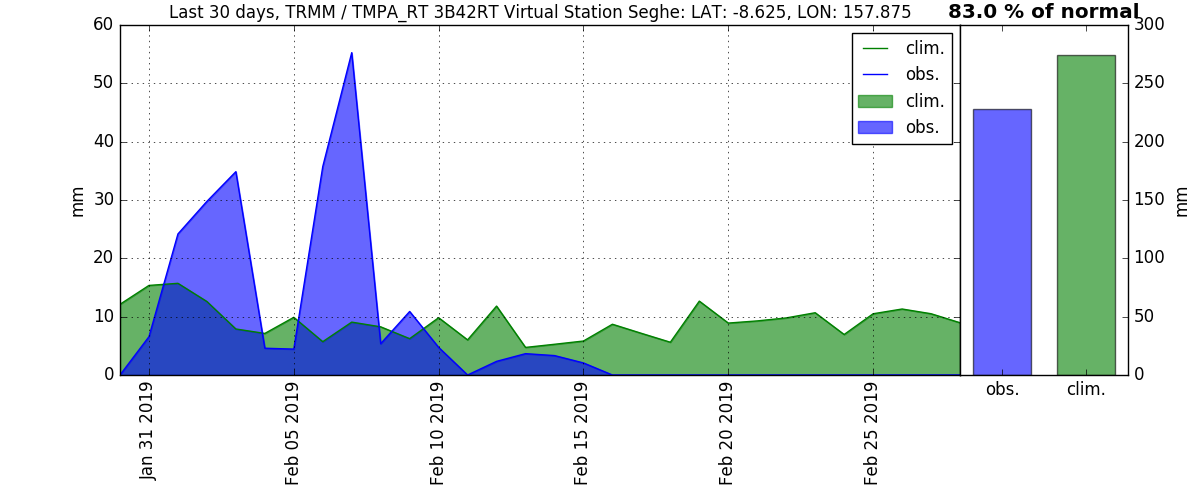 Last 30 days, TRMM / TMPA_RT 3B42RT Virtual Station Seghe: LAT: -8.625, LON: 157.875
83.0 % of normal
60
50
40
30
20
10
0
mm
clim.
obs.
clim.
obs.
Jan 31 2019
Feb 05 2019
Feb 10 2019
Feb 15 2019
Feb 20 2019
Feb 25 2019
300
250
200
150
100
50
0
mm
obs.
clim.